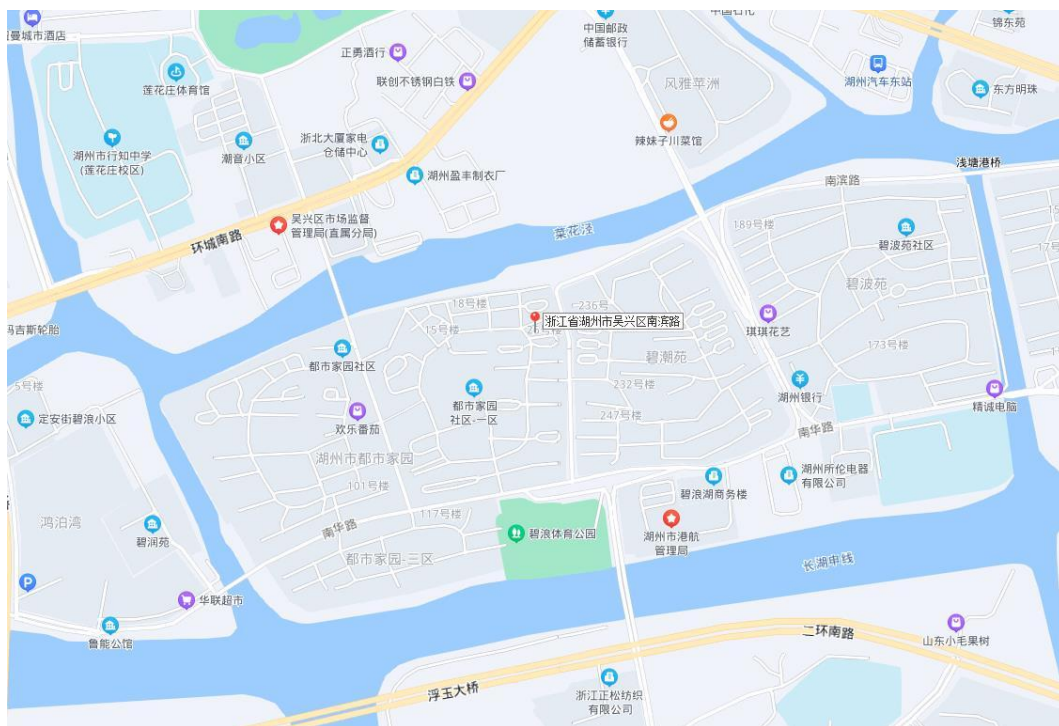 中国邮政
储蓄银行
锦东苑
曼城市酒店
正勇酒行
莲花庄体育馆
联创不锈钢白铁
风雅苹洲
湖州汽车东站
东方明珠
湖州市行知中学
(莲花庄校区)
潮音小区
浙北大厦家电
仓储中心
辣妹子川菜馆
湖州盈丰制衣厂
浅塘港桥
南滨路
吴兴区市场监督
管理局(直属分局)
环城南路
菜花泾
189号楼
碧波苑社区
碧波苑
18号楼
236号
15号楼
浙江省湖州市吴兴区南滨路
琪琪花艺
玛吉斯轮胎
173号楼
碧潮苑
都市家园社区
5号楼
232号楼
湖州银行
精诚电脑
定安街碧浪小区
欢乐番茄
都市家园
社区-一区
247号楼
南华路
湖州市都市家园
101号楼
碧浪湖商务楼
湖州所伦电器
有限公司
鸿泊湾
碧润苑
南华路
117号楼
碧浪体育公园
湖州市港航
管理局
都市家园-三区
长湖申线
P
华联超市
鲁能公馆
二环南路
山东小毛果树
浮玉大桥
浙江正松纺织
有限公司